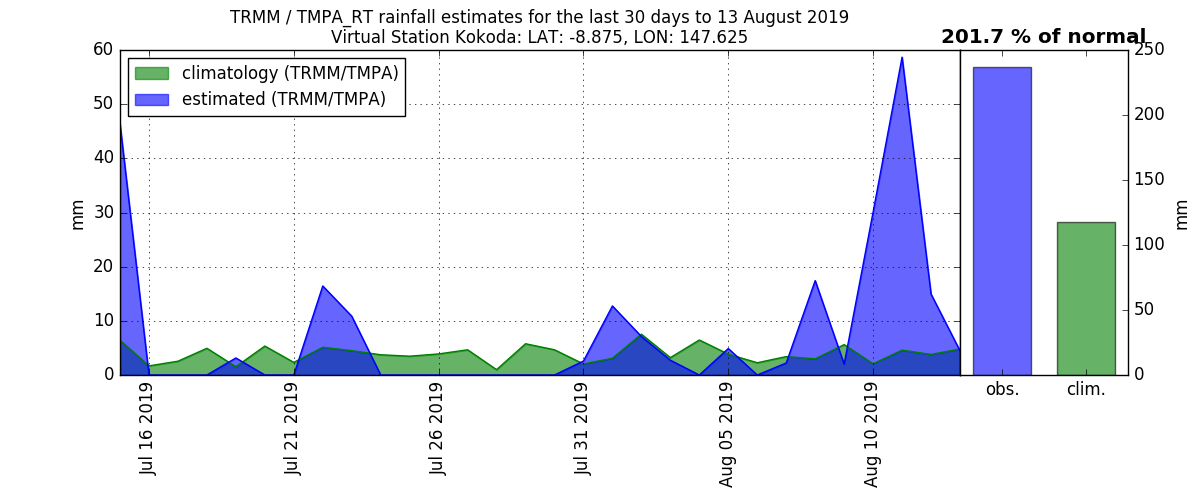 TRMM / TMPA_RT rainfall estimates for the last 30 days to 13 August 2019
Virtual Station Kokoda: LAT: -8.875, LON: 147.625
201.7 % of normal
climatology (TRMM/TMPA)
estimated (TRMM/TMPA)
60
50
40
30
20
10
0
mm
Jul 16 2019
Jul 21 2019
Jul 26 2019
Jul 31 2019
Aug 05 2019
Aug 10 2019
250
200
150
100
50
0
mm
obs.
clim.